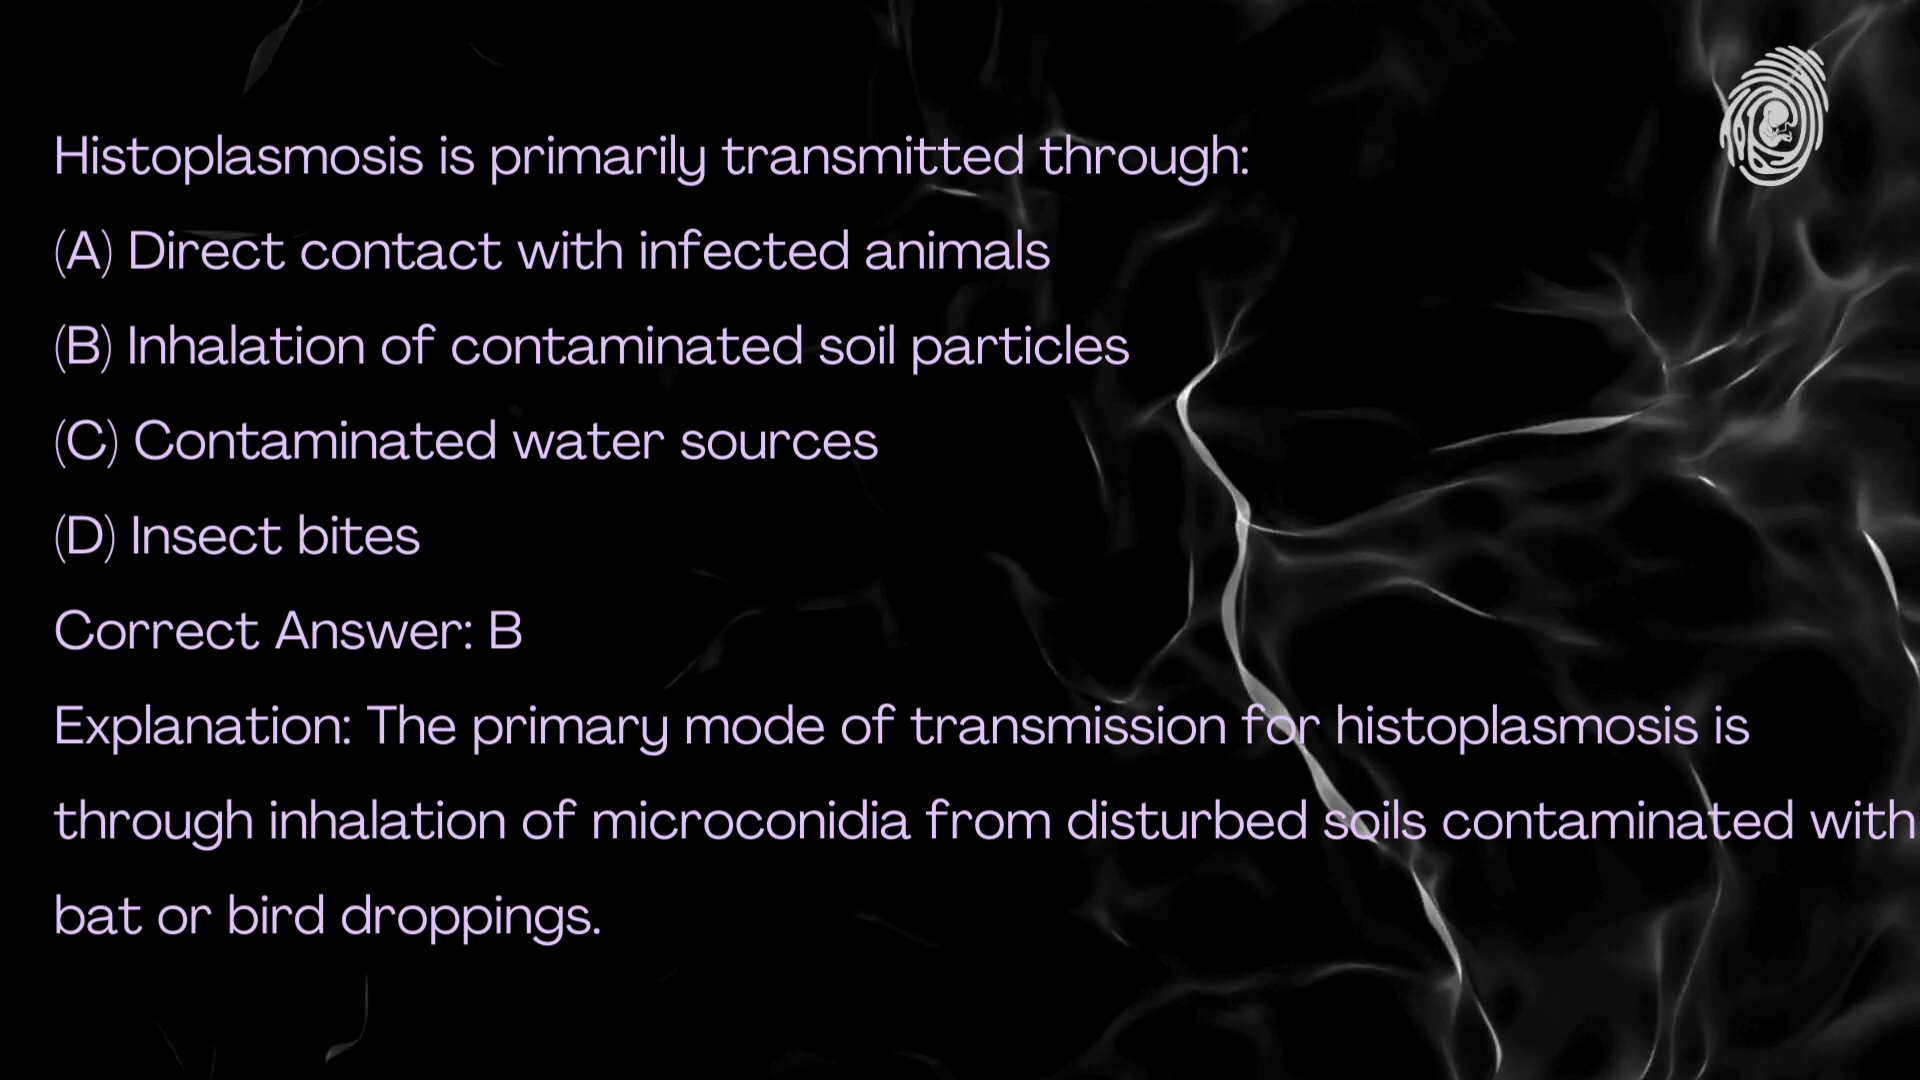 Histoplasmosis is primarily transmitted through:
(A) Direct contact with infected animals
(B) Inhalation of contaminated soil particles
(C) Contaminated water sources
(D) Insect bites
Correct Answer: B
Explanation: The primary mode of transmission for histoplasmosis is
through inhalation of microconidia from disturbed soils contaminated with
bat or bird droppings.